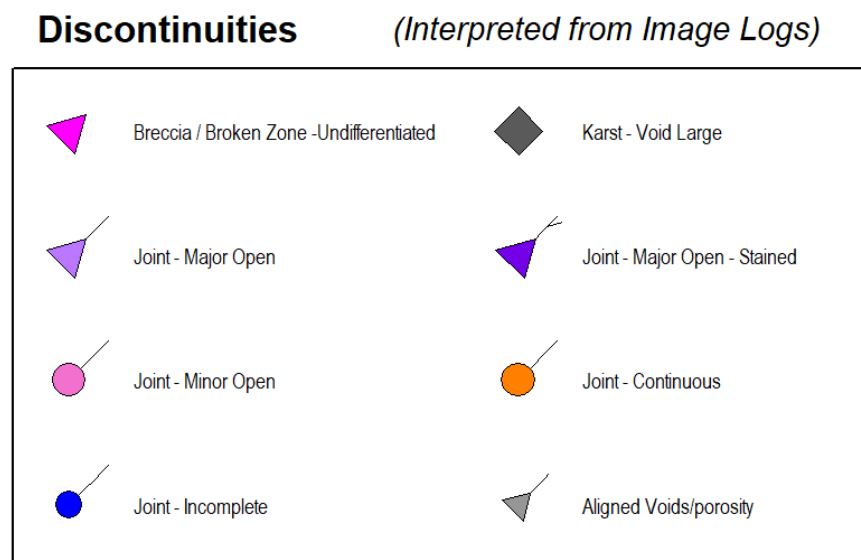 Discontinuities (Interpreted from Image Logs)
Breccia / Broken Zone -Undifferentiated
Karst - Void Large
Joint - Major Open
Joint - Major Open - Stained
Joint - Minor Open
Joint - Continuous
Joint - Incomplete
Aligned Voids/porosity